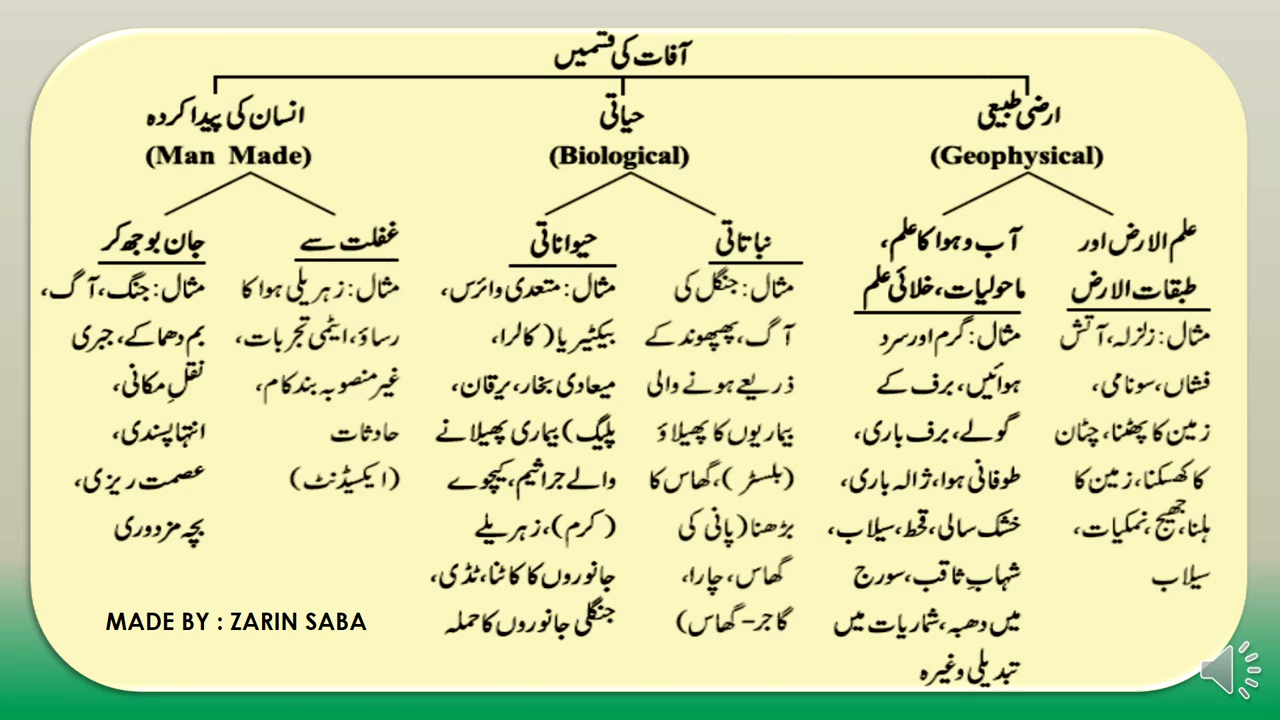 آفات کی قسمیں
ارضی طبیعی
(Geophysical)
علم الارض اور
طبقات الارض
مثال: زلزلہ، آتش
فشاں، سونامی،
زمین کا پھٹنا، چٹان
کا کھسکنا، زمین کا
ہلنا، جھیج، نمکیات،
سیلاب
آب و ہوا کا علم،
ماحولیات، خلائی علم
مثال: گرم اور سرد
ہوائیں، برف کے
گولے، برف باری،
طوفانی ہوا، ژالہ باری،
خشک سالی، قحط، سیلاب،
شہابِ ثاقب، سورج
میں دھبہ، شماریات میں
تبدیلی وغیرہ
حیاتی
(Biological)
نباتاتی
مثال: جنگل کی
آگ، پھپھوند کے
ذریعے ہونے والی
بیماریوں کا پھیلاؤ
(بلسٹر)، گھاس کا
بڑھنا (پانی کی
گھاس، چارا،
گاجر-گھاس)
حیواناتی
مثال: متعدی وائرس،
بیکٹیریا (کالرا،
میعادی بخار، یرقان،
پلیگ) بیماری پھیلانے
والے جراثیم، کیچوے
(کرم)، زہریلے
جانوروں کا کاٹنا، ٹڈی،
جنگلی جانوروں کا حملہ
انسان کی پیدا کردہ
(Man Made)
غفلت سے
مثال: زہریلی ہوا کا
رساؤ، ایٹمی تجربات،
غیر منصوبہ بند کام،
حادثات
(ایکسیڈنٹ)
جان بوجھ کر
مثال: جنگ، آگ،
بم دھماکے، جبری
نقلِ مکانی،
انتہا پسندی،
عصمت ریزی،
بچہ مزدوری
MADE BY : ZARIN SABA